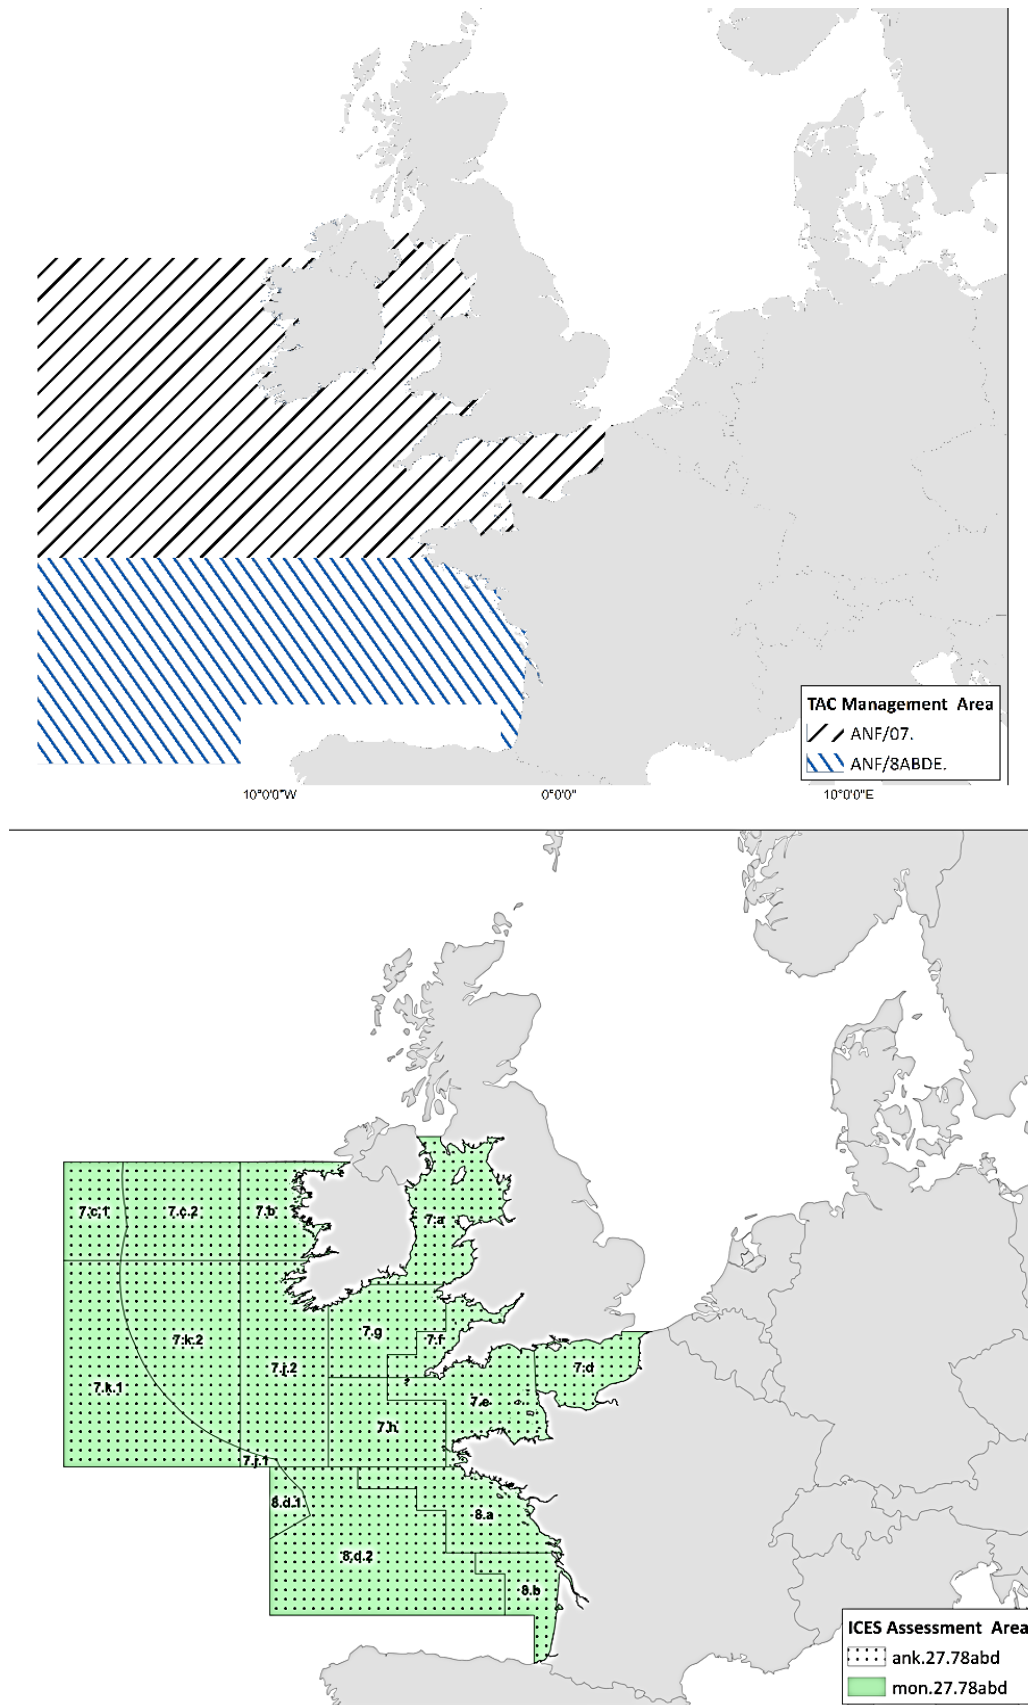 TAC Management Area
ANF/07.
ANF/8ABDE.
10°0'0"W 0°0'0" 10°0'0"E
7.c.1 7.c.2 7.b 7.a
7.k.2 7.g 7.f
7.k.1 7.j.2 7.d
7.e
7.h
7.j.1
8.d.1
8.a
8.d.2
8.b
ICES Assessment Area
ank.27.78abd
mon.27.78abd